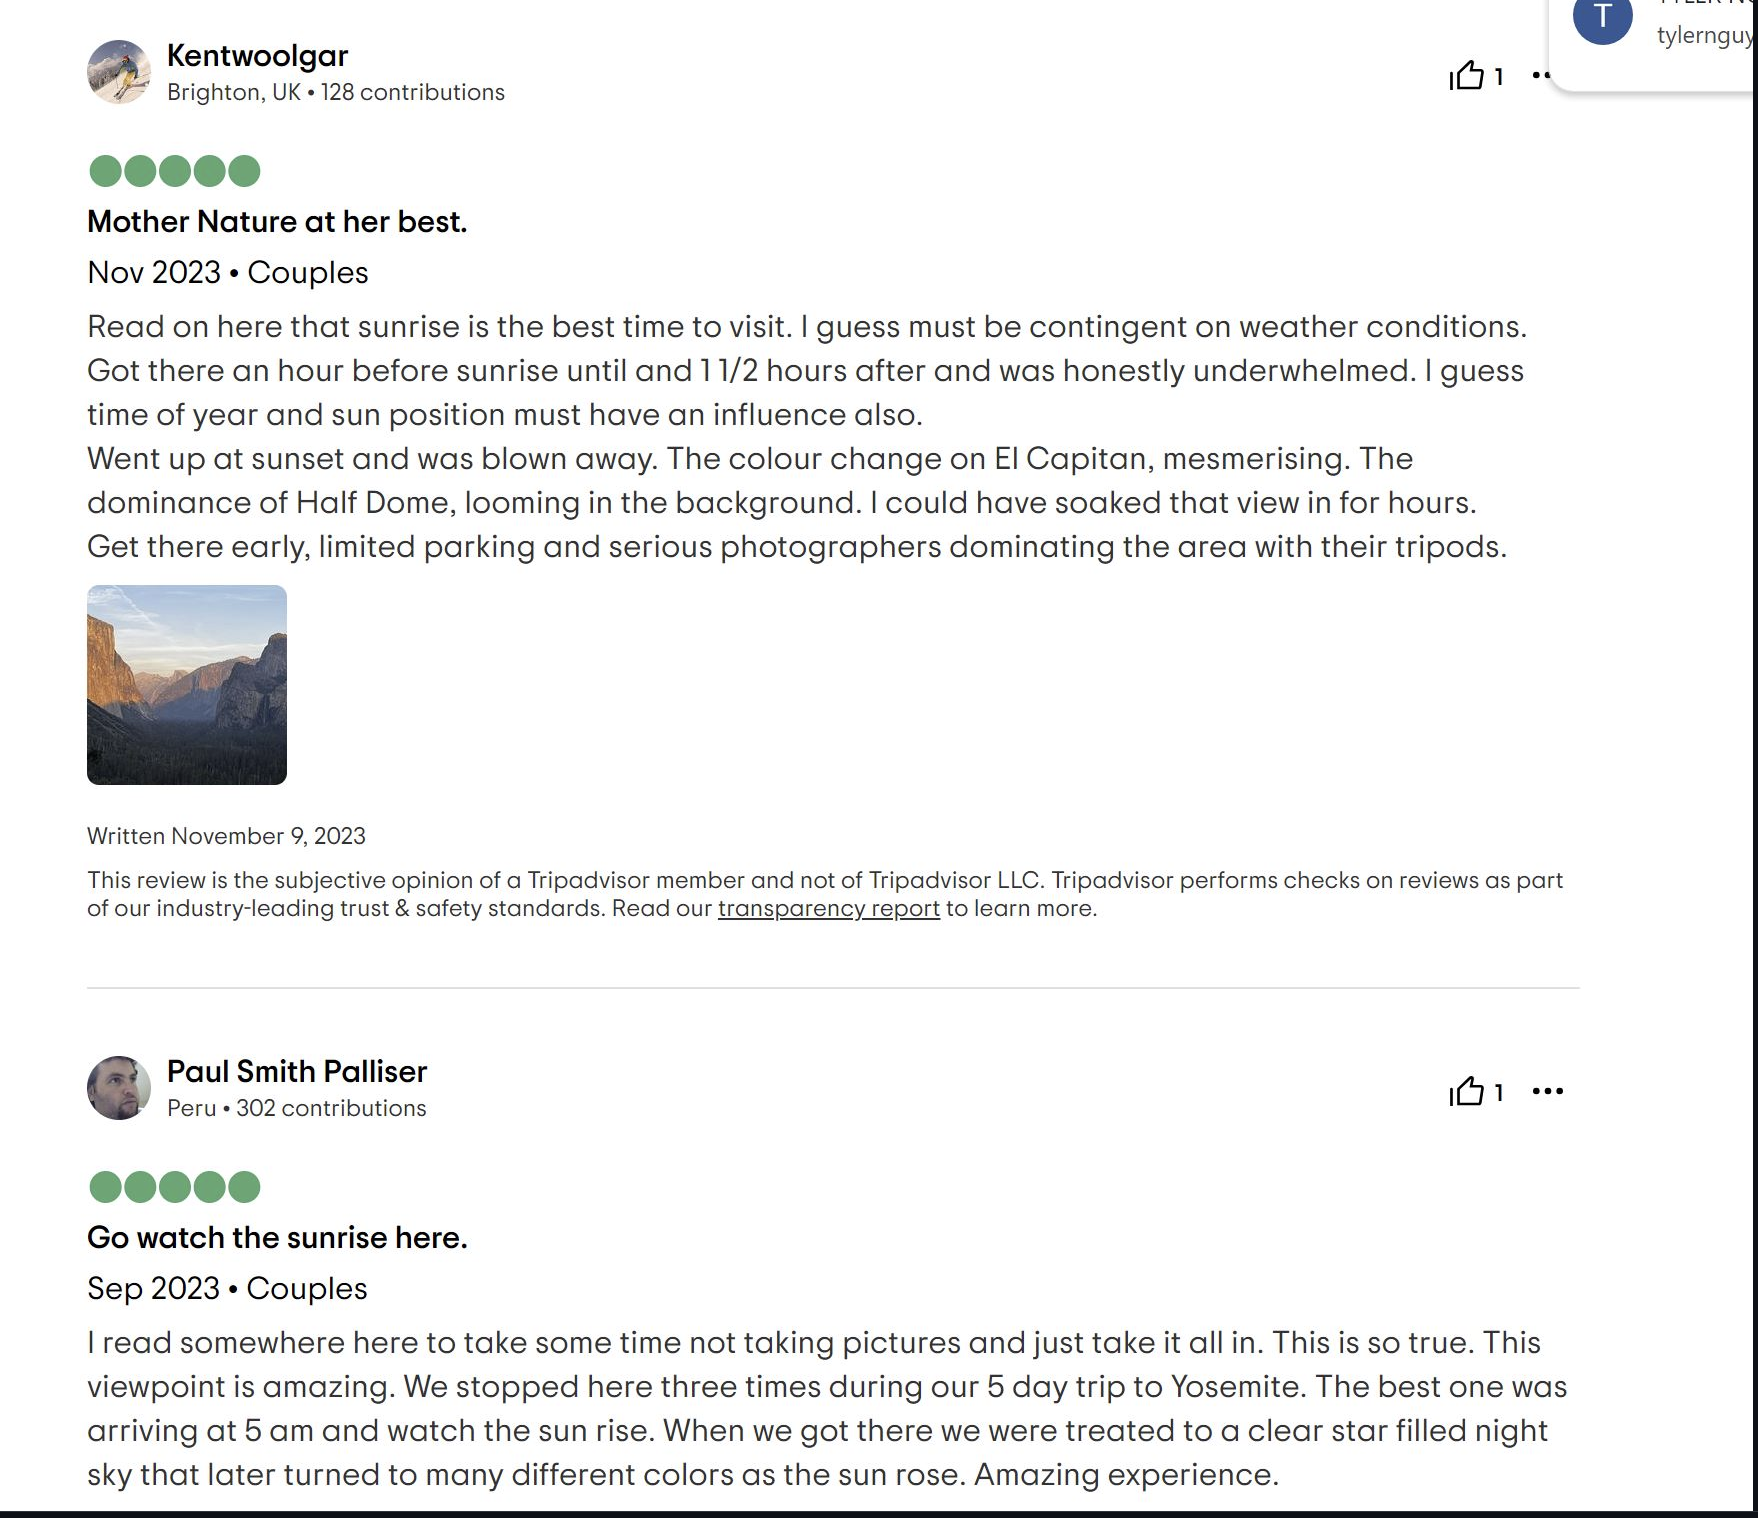 T
tylernguy
Kentwoolgar
Brighton, UK • 128 contributions
1
Mother Nature at her best.
Nov 2023 • Couples
Read on here that sunrise is the best time to visit. I guess must be contingent on weather conditions.
Got there an hour before sunrise until and 1 1/2 hours after and was honestly underwhelmed. I guess
time of year and sun position must have an influence also.
Went up at sunset and was blown away. The colour change on El Capitan, mesmerising. The
dominance of Half Dome, looming in the background. I could have soaked that view in for hours.
Get there early, limited parking and serious photographers dominating the area with their tripods.
Written November 9, 2023
This review is the subjective opinion of a Tripadvisor member and not of Tripadvisor LLC. Tripadvisor performs checks on reviews as part
of our industry-leading trust & safety standards. Read our transparency report to learn more.
Paul Smith Palliser
Peru • 302 contributions
1
Go watch the sunrise here.
Sep 2023 • Couples
I read somewhere here to take some time not taking pictures and just take it all in. This is so true. This
viewpoint is amazing. We stopped here three times during our 5 day trip to Yosemite. The best one was
arriving at 5 am and watch the sun rise. When we got there we were treated to a clear star filled night
sky that later turned to many different colors as the sun rose. Amazing experience.